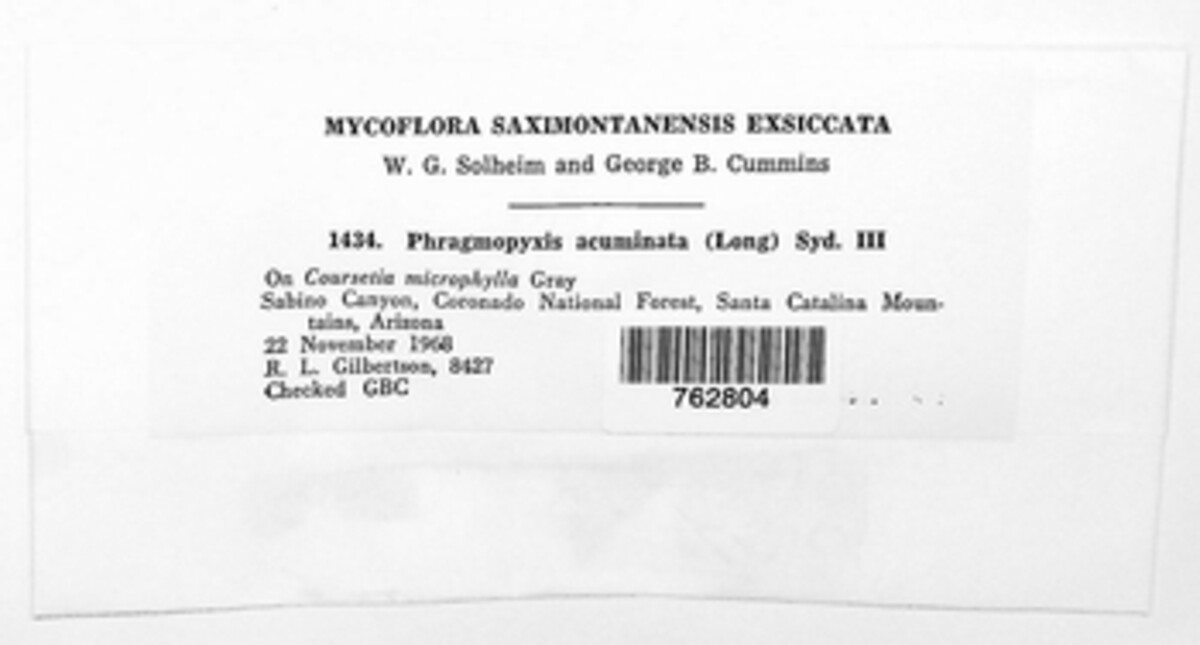 MYCOFLORA SAXIMONTANENSIS EXSICCATA
W. G. Solheim and George B. Cummins
1434. Phragmopyxis acuminata (Long) Syd. III
On Coursetia microphylla Gray
Sabino Canyon, Coronado National Forest, Santa Catalina Moun-
tains, Arizona
22 November 1968
R. L. Gilbertson, 8427
Checked GBC
762804